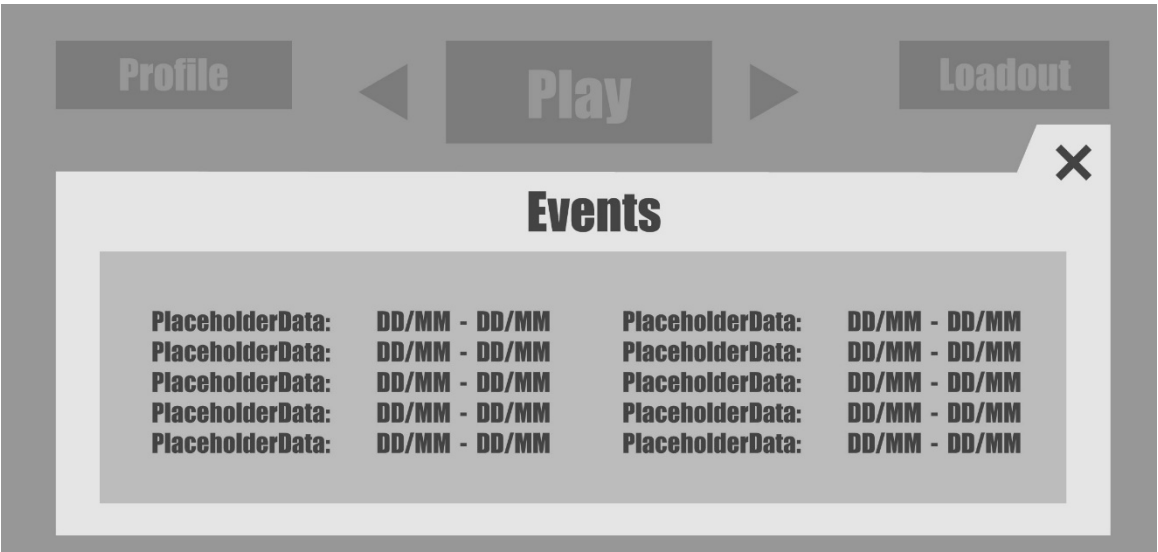 Profile
Play
Loadout
Events
PlaceholderData: DD/MM - DD/MM PlaceholderData: DD/MM - DD/MM
PlaceholderData: DD/MM - DD/MM PlaceholderData: DD/MM - DD/MM
PlaceholderData: DD/MM - DD/MM PlaceholderData: DD/MM - DD/MM
PlaceholderData: DD/MM - DD/MM PlaceholderData: DD/MM - DD/MM
PlaceholderData: DD/MM - DD/MM PlaceholderData: DD/MM - DD/MM